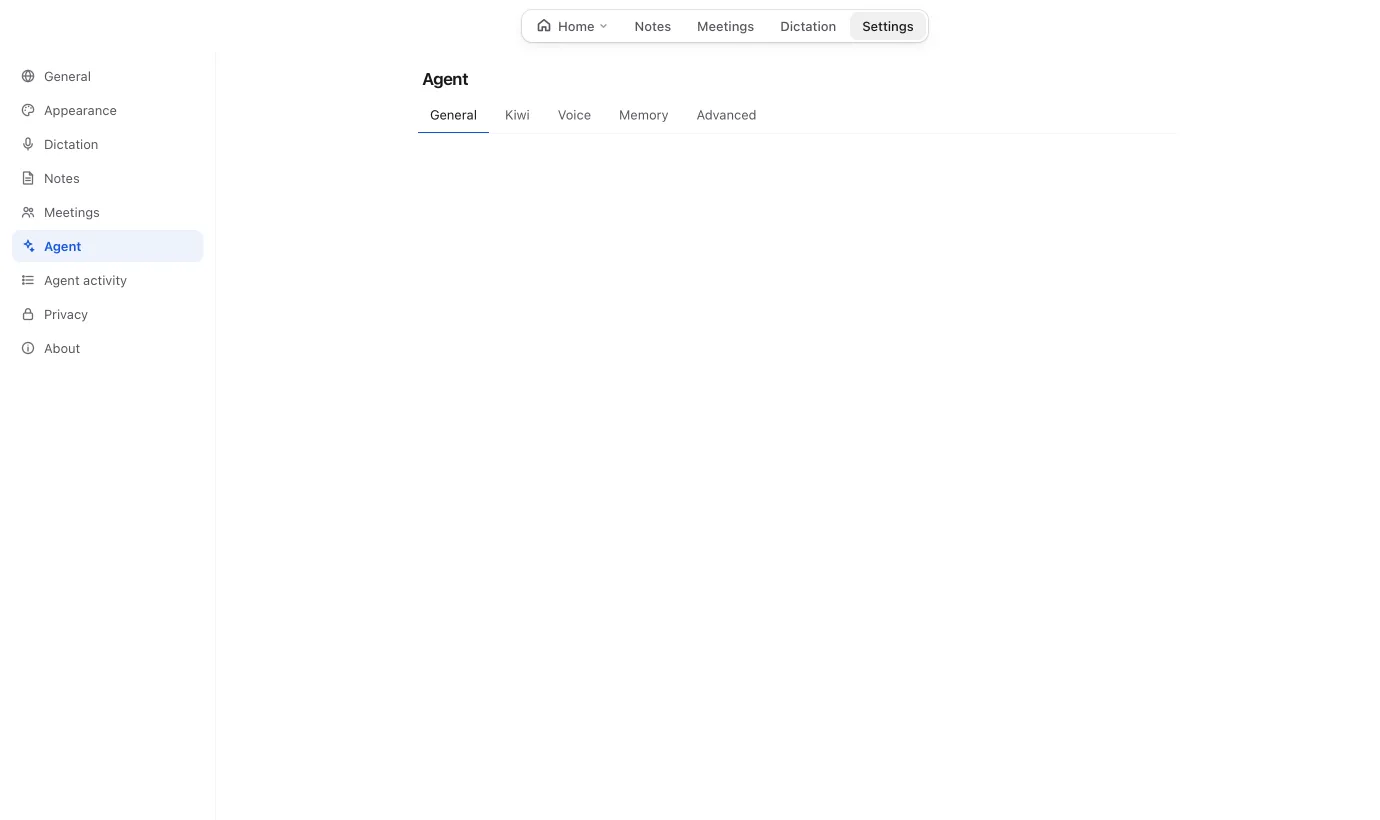 Home Notes Meetings Dictation Settings
General
Appearance
Dictation
Notes
Meetings
Agent
Agent activity
Privacy
About
Agent
General Kiwi Voice Memory Advanced